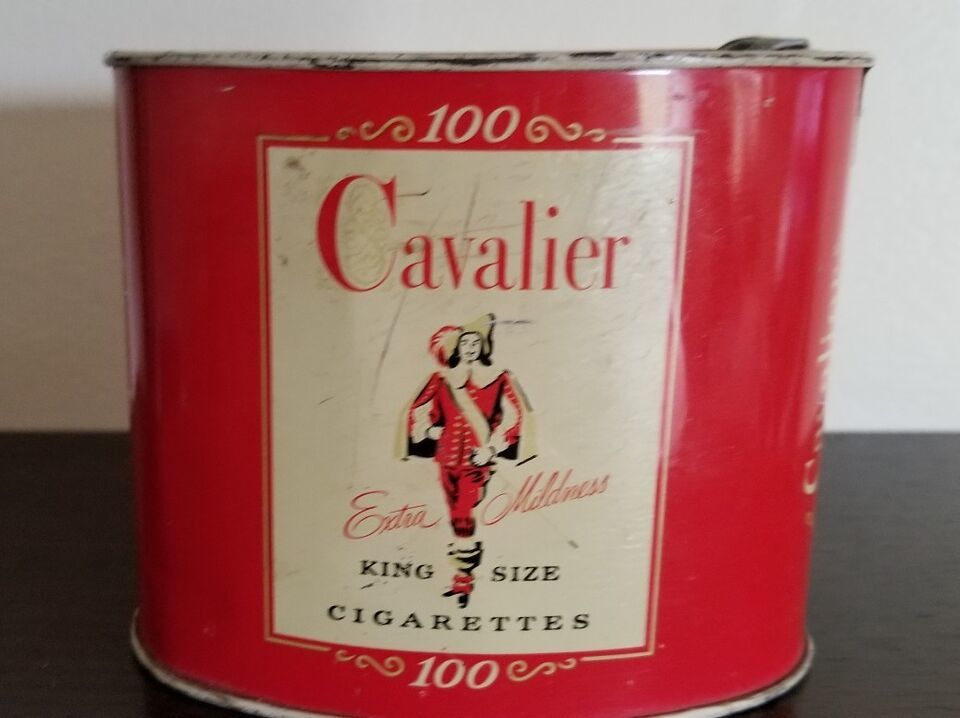 100
Cavalier
Extra Mildness
KING SIZE
CIGARETTES
100